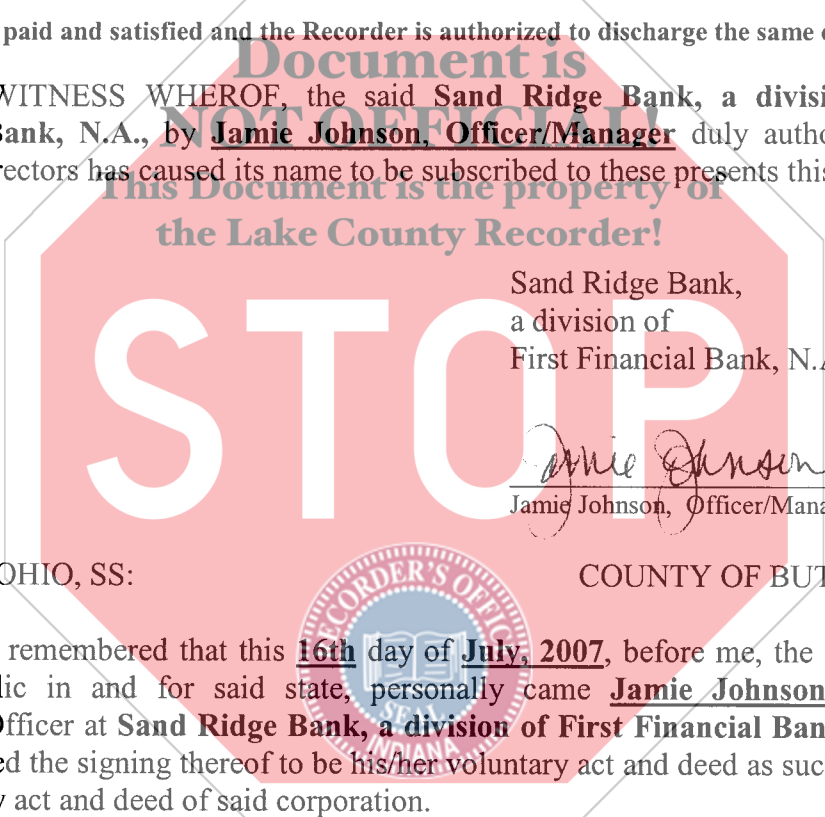 paid and satisfied and the Recorder is authorized to discharge the same
Document is
WITNESS WHEROF, the said Sand Ridge Bank, a divisi
NOT OFFICIAL!
Bank, N.A., by Jamie Johnson, Officer/Manager duly autho
rectors has caused its name to be subscribed to these presents this
This Document is the property of
the Lake County Recorder!
Sand Ridge Bank,
a division of
First Financial Bank, N.A
STOP
Jamie Johnson
Jamie Johnson, Officer/Mana
OHIO, SS:
COUNTY OF BUT
RECORDER'S OFFICE
remembered that this 16th day of July, 2007, before me, the
lic in and for said state, personally came Jamie Johnson
Officer at Sand Ridge Bank, a division of First Financial Ban
SEAL
INDIANA
ed the signing thereof to be his/her voluntary act and deed as suc
y act and deed of said corporation.